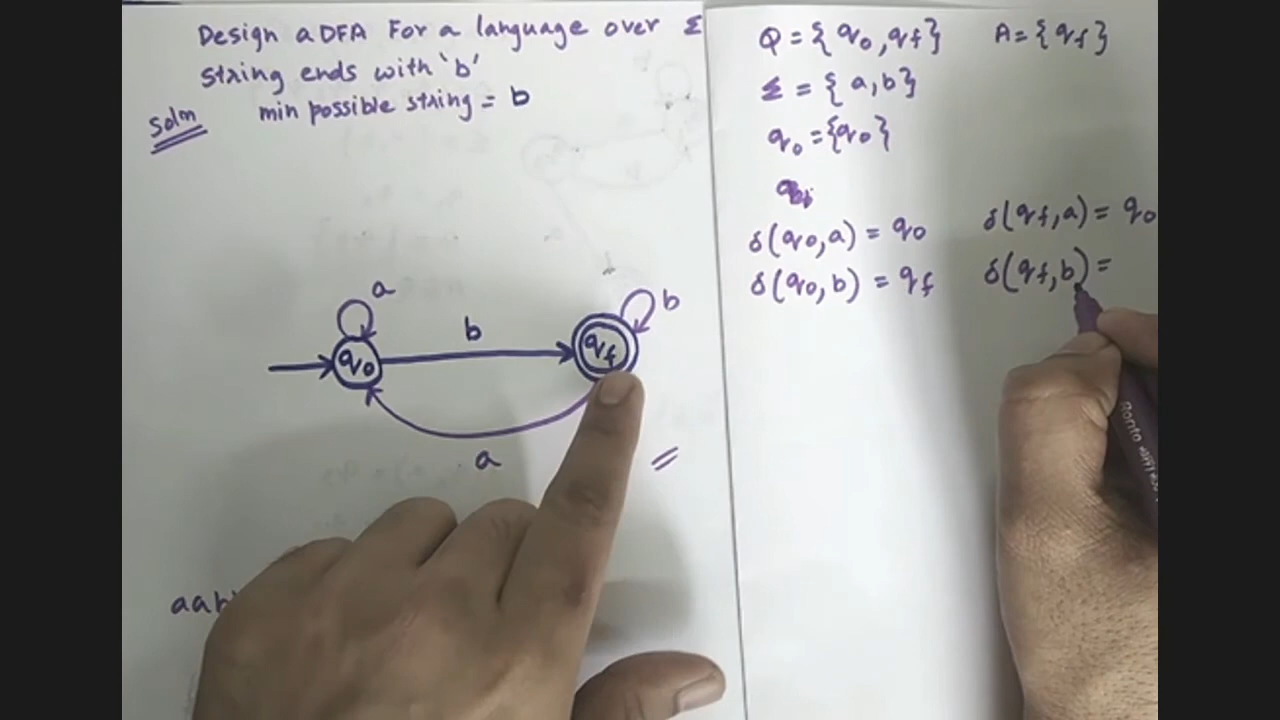 Design a DFA For a language over Σ
string ends with 'b'
Soln min possible string = b
a
b
b
q0
qf
a
aab
Q = { q0, qf } A = { qf }
Σ = { a, b }
q0 = {q0}
δ(q0, a) = q0 δ(qf, a) = q0
δ(q0, b) = qf δ(qf, b) =